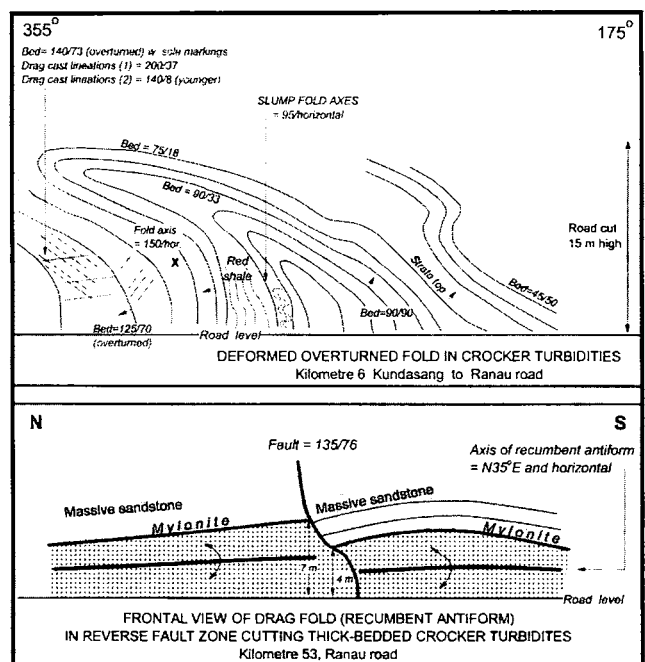 355°
175°
Bed= 140/73 (overturned) w sole markings
Drag cast lineations (1) = 200/37
Drag cast lineations (2) = 140/8 (younger)
SLUMP FOLD AXES
= 95/horizontal
Bed = 75/18
Bed = 90/33
Fold axis
= 150/hor.
X
Red
shale
Strata top
Road cut
15 m high
Bed=45/50
Bed=90/90
Bed=125/70
(overturned)
Road level
DEFORMED OVERTURNED FOLD IN CROCKER TURBIDITIES
Kilometre 6 Kundasang to Ranau road
N
S
Fault = 135/76
Axis of recumbent antiform
= N35°E and horizontal
Massive sandstone
Massive sandstone
Mylonite
Mylonite
7 m
4 m
Road level
FRONTAL VIEW OF DRAG FOLD (RECUMBENT ANTIFORM)
IN REVERSE FAULT ZONE CUTTING THICK-BEDDED CROCKER TURBIDITES
Kilometre 53, Ranau road